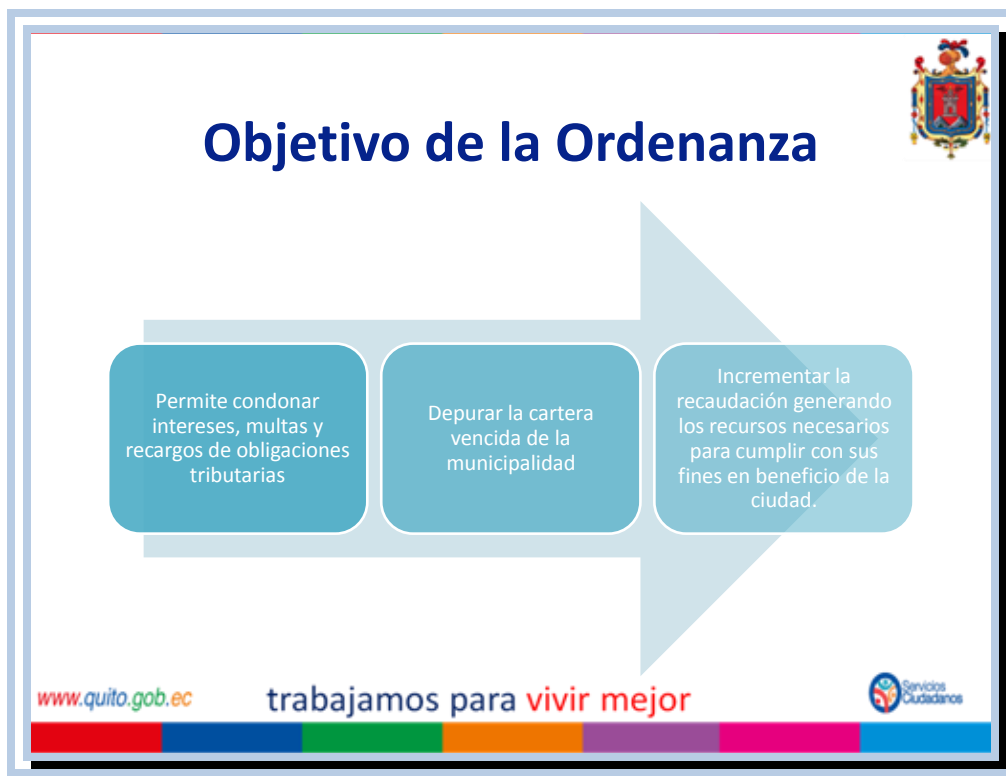 Objetivo de la Ordenanza
Permite condonar
intereses, multas y
recargos de obligaciones
tributarias
Depurar la cartera
vencida de la
municipalidad
Incrementar la
recaudación generando
los recursos necesarios
para cumplir con sus
fines en beneficio de la
ciudad.
www.quito.gob.ec
trabajamos para vivir mejor
Servicios
Ciudadanos